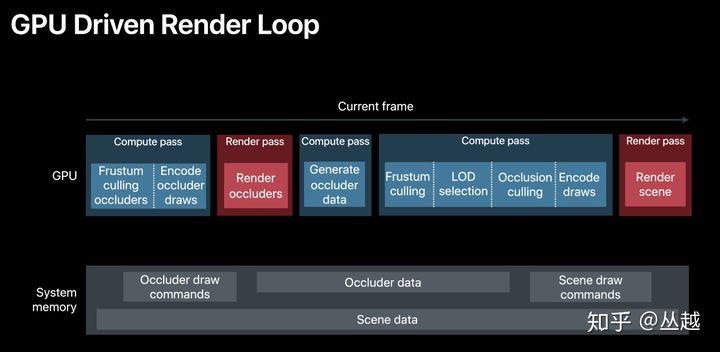 GPU Driven Render Loop
Current frame
Compute pass
Render pass
Compute pass
Compute pass
Render pass
GPU
Frustum
culling
occluders
Encode
occluder
draws
Render
occluders
Generate
occluder
data
Frustum
culling
LOD
selection
Occlusion
culling
Encode
draws
Render
scene
System
memory
Occluder draw
commands
Occluder data
Scene draw
commands
Scene data
知乎 @丛越